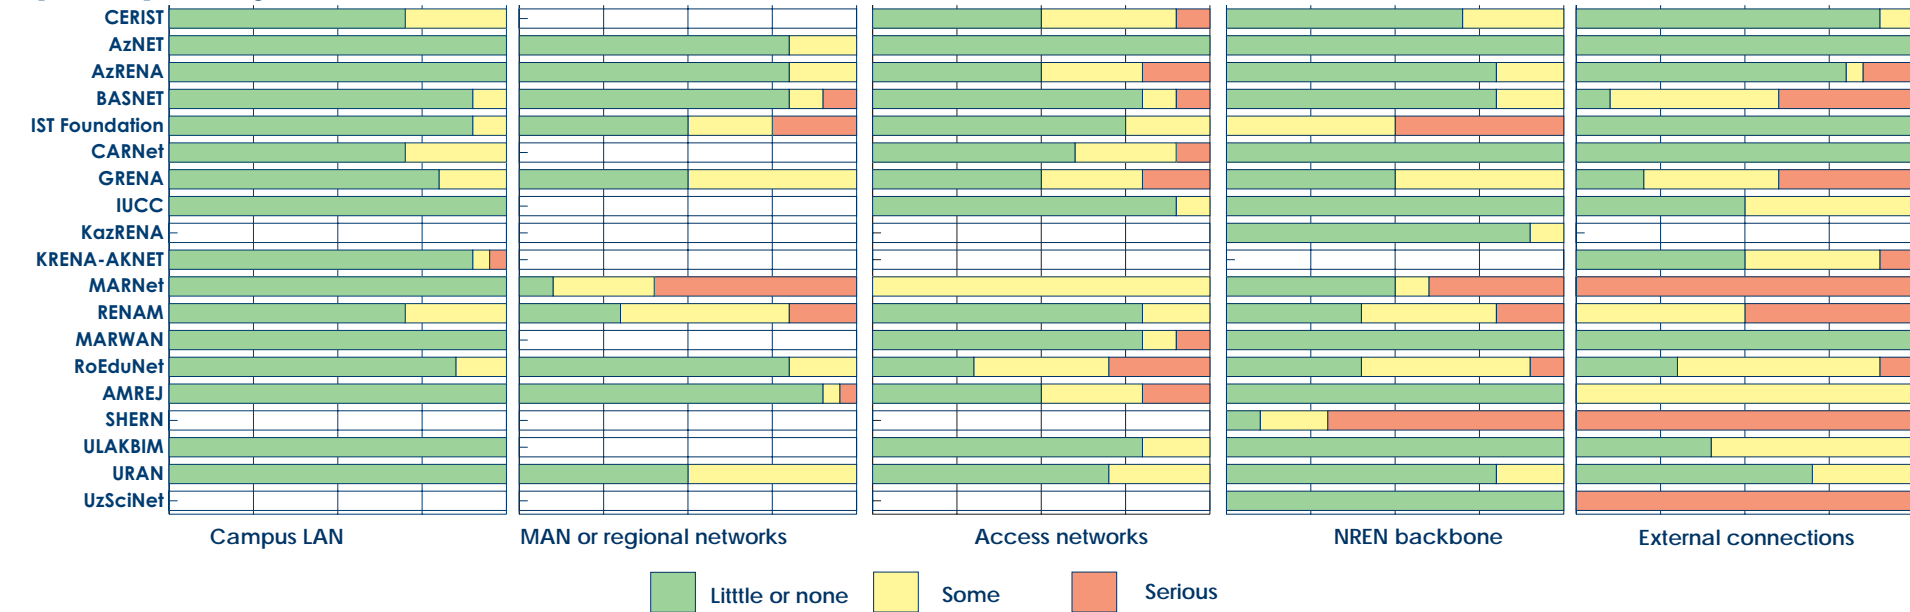 CERIST
AzNET
AzRENA
BASNET
IST Foundation
CARNet
GRENA
IUCC
KazRENA
KRENA-AKNET
MARNet
RENAM
MARWAN
RoEduNet
AMREJ
SHERN
ULAKBIM
URAN
UzSciNet
Campus LAN MAN or regional networks Access networks NREN backbone External connections
Litttle or none Some Serious